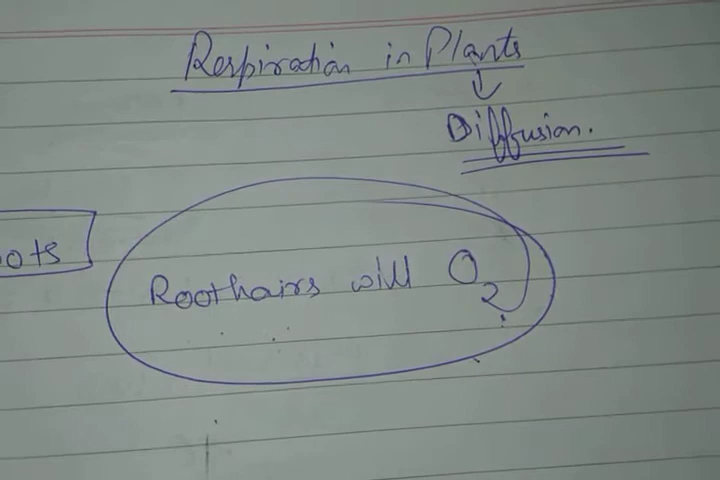 Respiration in Plants
Diffusion.
ots
Roothairs will O2